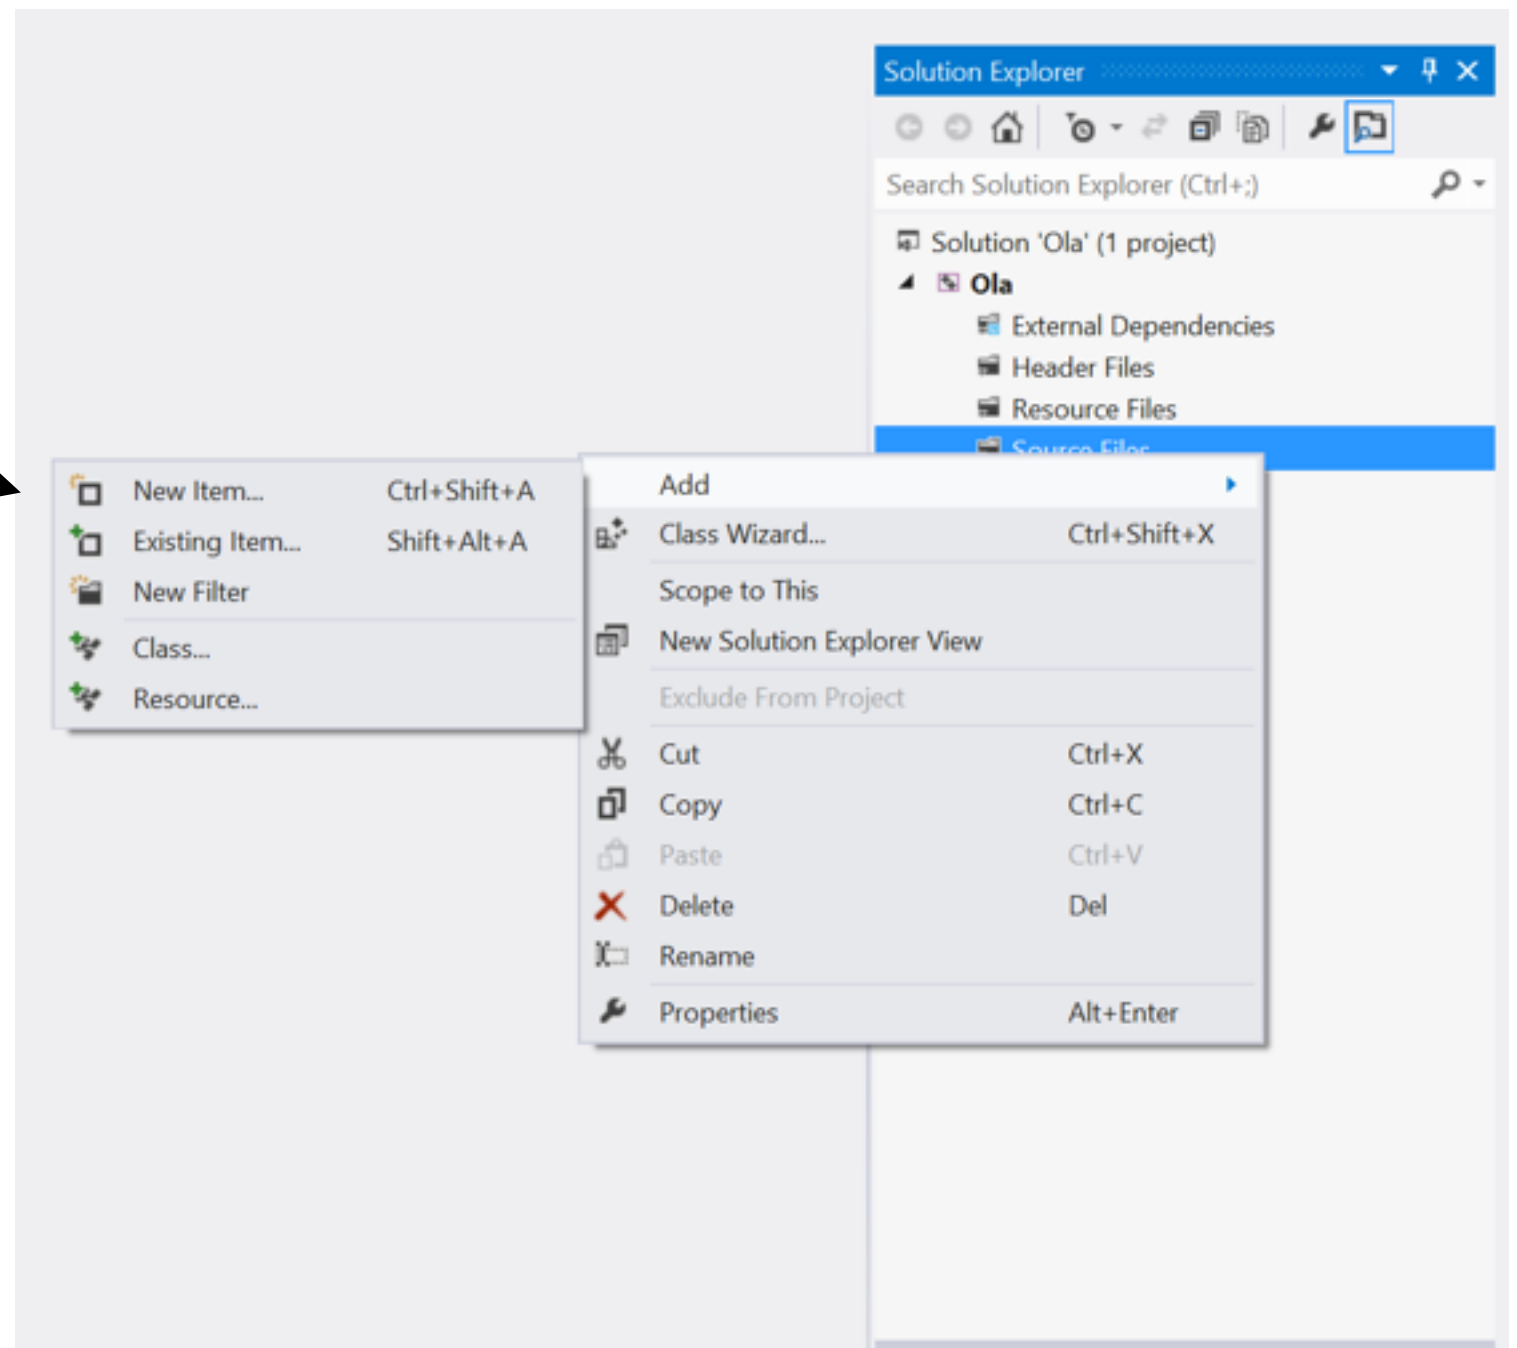 Solution Explorer
Search Solution Explorer (Ctrl+;)
Solution 'Ola' (1 project)
Ola
External Dependencies
Header Files
Resource Files
Source Files
New Item... Ctrl+Shift+A
Existing Item... Shift+Alt+A
New Filter
Class...
Resource...
Add
Class Wizard... Ctrl+Shift+X
Scope to This
New Solution Explorer View
Exclude From Project
Cut Ctrl+X
Copy Ctrl+C
Paste Ctrl+V
Delete Del
Rename
Properties Alt+Enter